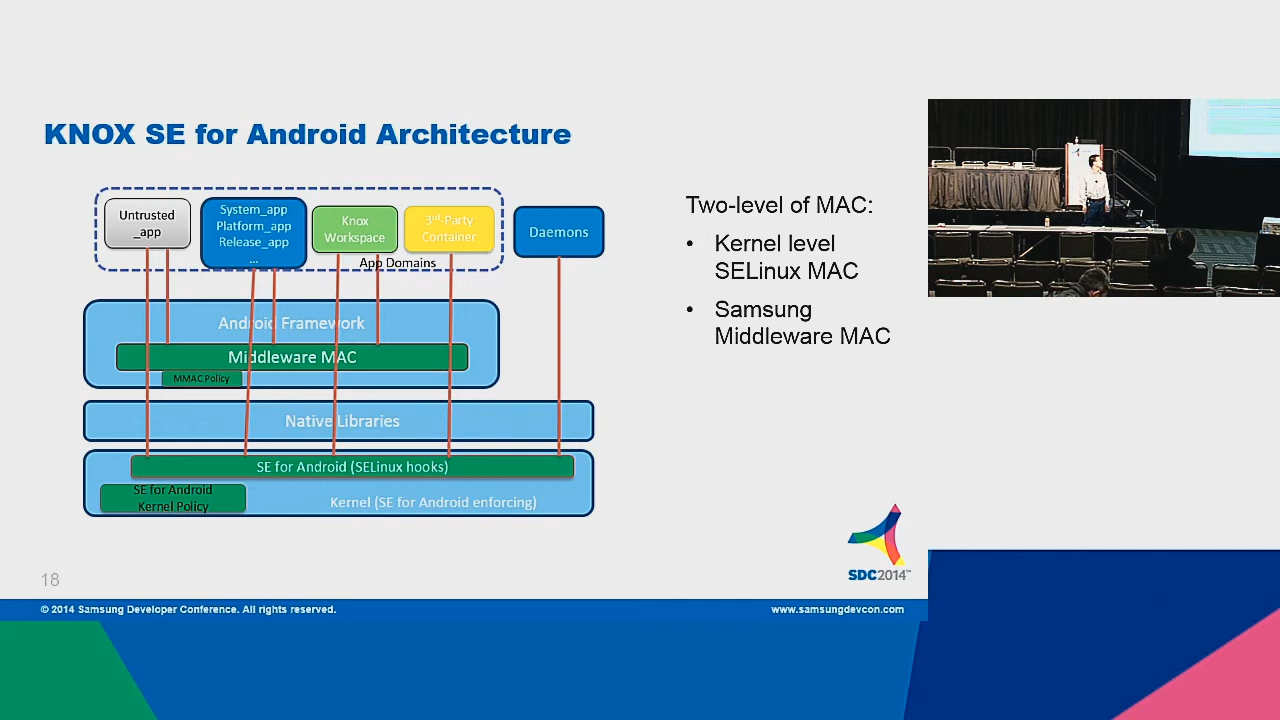 KNOX SE for Android Architecture
Untrusted
_app
System_app
Platform_app
Release_app
...
Knox
Workspace
3rd-Party
Container
Daemons
App Domains
Android Framework
Middleware MAC
MMAC Policy
Native Libraries
SE for Android (SELinux hooks)
SE for Android
Kernel Policy
Kernel (SE for Android enforcing)
Two-level of MAC:
• Kernel level
SELinux MAC
• Samsung
Middleware MAC
SDC2014™
18
© 2014 Samsung Developer Conference. All rights reserved.
www.samsungdevcon.com